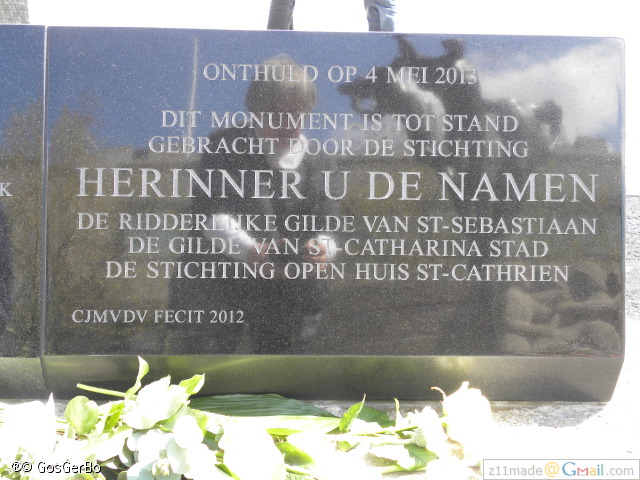 ONTHULD OP 4 MEI 2013
DIT MONUMENT IS TOT STAND
GEBRACHT DOOR DE STICHTING
HERINNER U DE NAMEN
DE RIDDERLIJKE GILDE VAN ST-SEBASTIAAN
DE GILDE VAN ST-CATHARINA STAD
DE STICHTING OPEN HUIS ST-CATHRIEN
CJMVDV FECIT 2012
K
© GosGerBo
z11made@Gmail.com